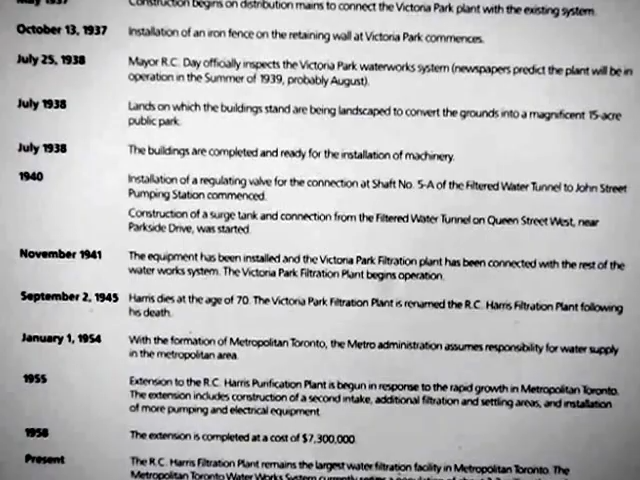 May 1937 Construction begins on distribution mains to connect the Victoria Park plant with the existing system.
October 13, 1937 Installation of an iron fence on the retaining wall at Victoria Park commences.
July 25, 1938 Mayor R.C. Day officially inspects the Victoria Park waterworks system (newspapers predict the plant will be in
operation in the Summer of 1939, probably August).
July 1938 Lands on which the buildings stand are being landscaped to convert the grounds into a magnificent 15-acre
public park.
July 1938 The buildings are completed and ready for the installation of machinery.
1940 Installation of a regulating valve for the connection at Shaft No. 5-A of the Filtered Water Tunnel to John Street
Pumping Station commenced.
Construction of a surge tank and connection from the Filtered Water Tunnel on Queen Street West, near
Parkside Drive, was started.
November 1941 The equipment has been installed and the Victoria Park Filtration plant has been connected with the rest of the
water works system. The Victoria Park Filtration Plant begins operation.
September 2, 1945 Harris dies at the age of 70. The Victoria Park Filtration Plant is renamed the R.C. Harris Filtration Plant following
his death.
January 1, 1954 With the formation of Metropolitan Toronto, the Metro administration assumes responsibility for water supply
in the metropolitan area.
1955 Extension to the R.C. Harris Purification Plant is begun in response to the rapid growth in Metropolitan Toronto.
The extension includes construction of a second intake, additional filtration and settling areas, and installation
of more pumping and electrical equipment.
1958 The extension is completed at a cost of $7,300,000.
Present The R.C. Harris Filtration Plant remains the largest water filtration facility in Metropolitan Toronto. The
Metropolitan Toronto Water Works System currently